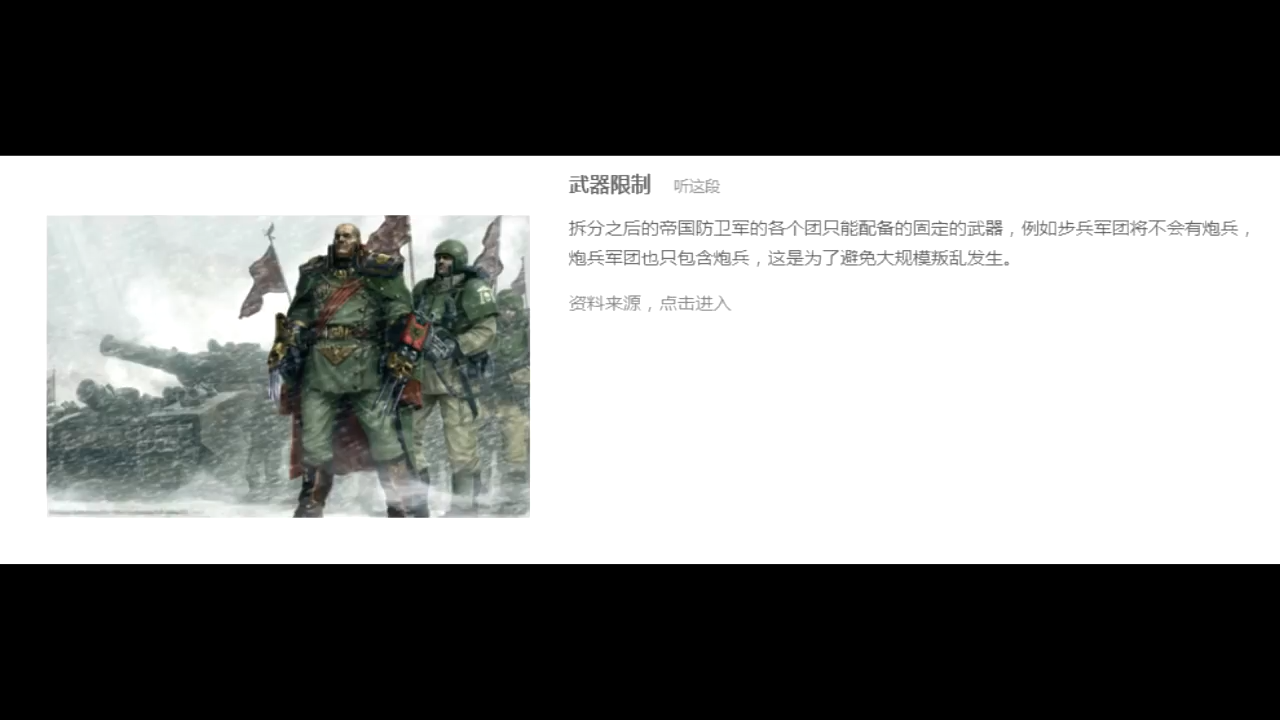 武器限制 听这段
拆分之后的帝国防卫军的各个团只能配备的固定的武器，例如步兵军团将不会有炮兵，
炮兵军团也只包含炮兵，这是为了避免大规模叛乱发生。
资料来源，点击进入